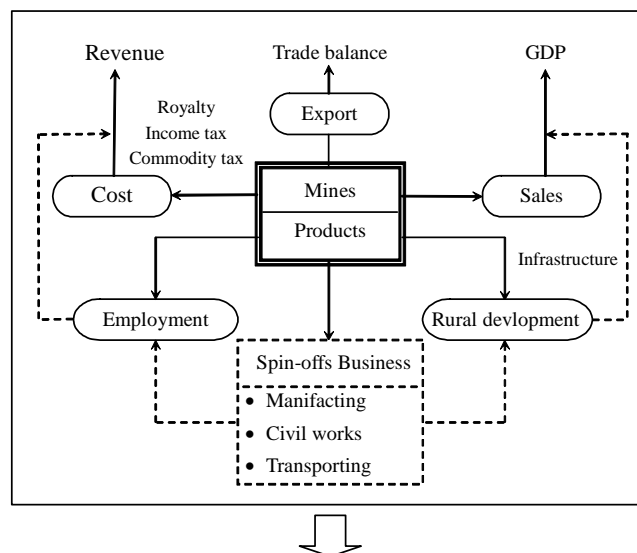 Revenue
Trade balance
GDP
Royalty
Income tax
Commodity tax
Export
Cost
Mines
Products
Sales
Infrastructure
Employment
Rural devlopment
Spin-offs Business
• Manifacting
• Civil works
• Transporting